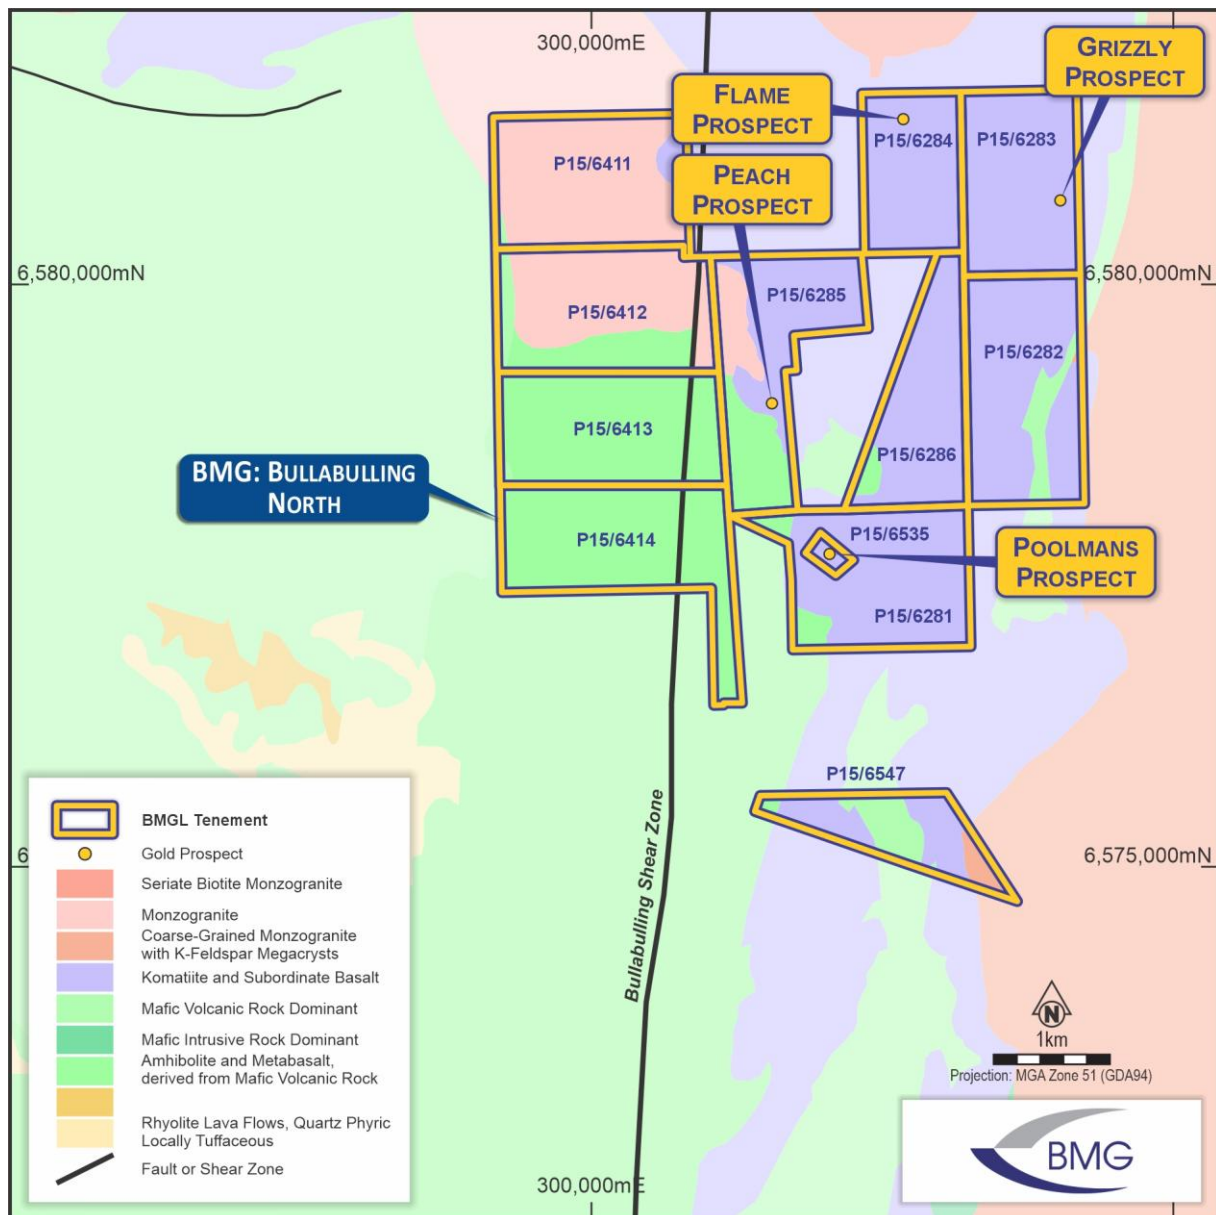 300,000mE
GRIZZLY
PROSPECT
FLAME
PROSPECT
P15/6284
P15/6283
P15/6411
PEACH
PROSPECT
6,580,000mN
6,580,000mN
P15/6285
P15/6412
P15/6282
P15/6413
P15/6286
BMG: BULLABULLING
NORTH
P15/6414
P15/6535
POOLMANS
PROSPECT
P15/6281
P15/6547
Bullabulling Shear Zone
6
6,575,000mN
BMGL Tenement
Gold Prospect
Seriate Biotite Monzogranite
Monzogranite
Coarse-Grained Monzogranite
with K-Feldspar Megacrysts
Komatiite and Subordinate Basalt
Mafic Volcanic Rock Dominant
Mafic Intrusive Rock Dominant
Amhibolite and Metabasalt,
derived from Mafic Volcanic Rock
Rhyolite Lava Flows, Quartz Phyric
Locally Tuffaceous
Fault or Shear Zone
N
1km
Projection: MGA Zone 51 (GDA94)
BMG
300,000mE